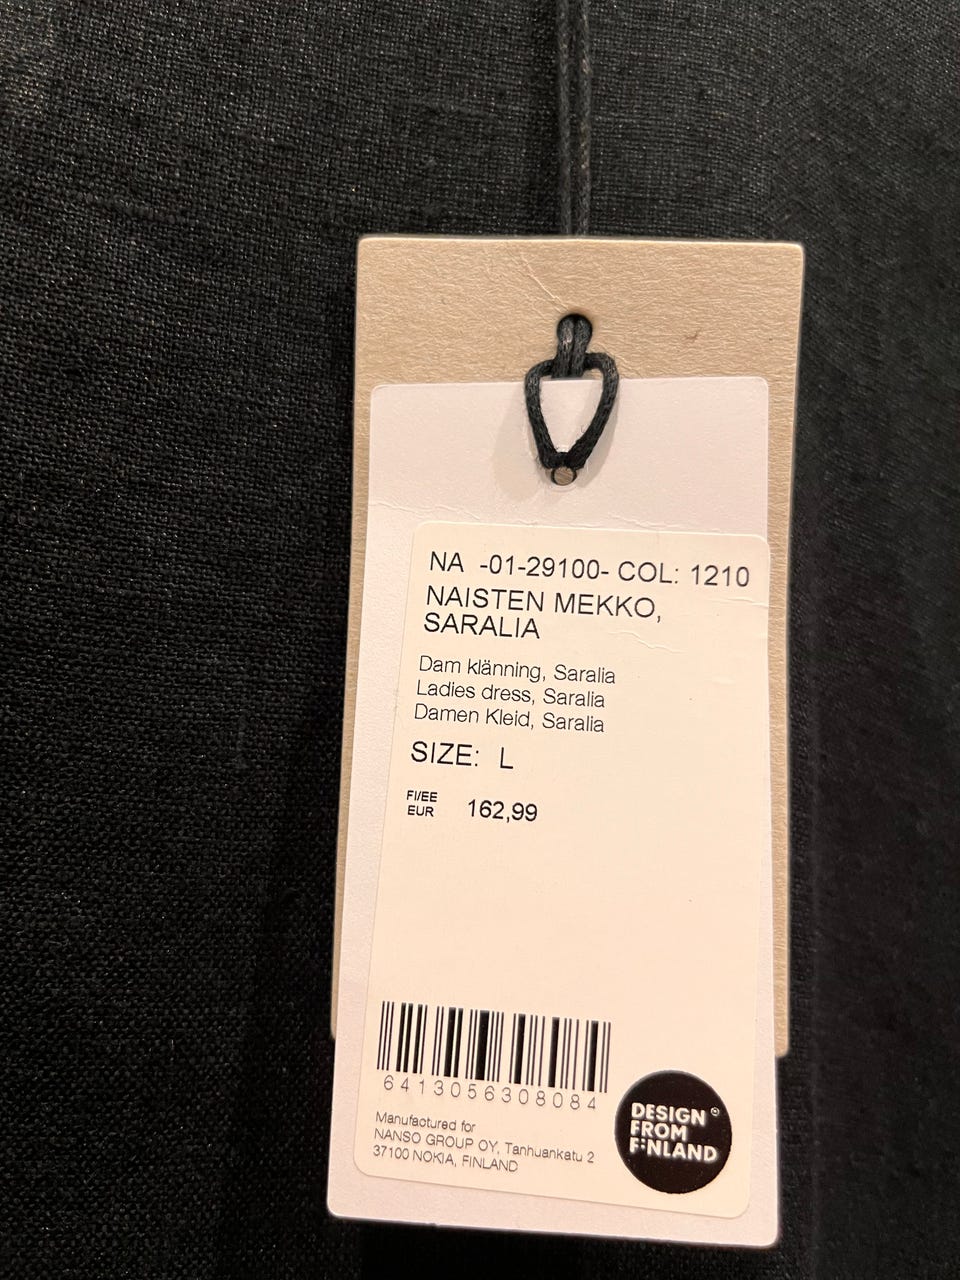 NA -01-29100- COL: 1210
NAISTEN MEKKO,
SARALIA
Dam klänning, Saralia
Ladies dress, Saralia
Damen Kleid, Saralia
SIZE: L
FI/EE
EUR 162,99
6413056308084
Manufactured for
NANSO GROUP OY, Tanhuankatu 2
37100 NOKIA, FINLAND
DESIGN
FROM
FINLAND